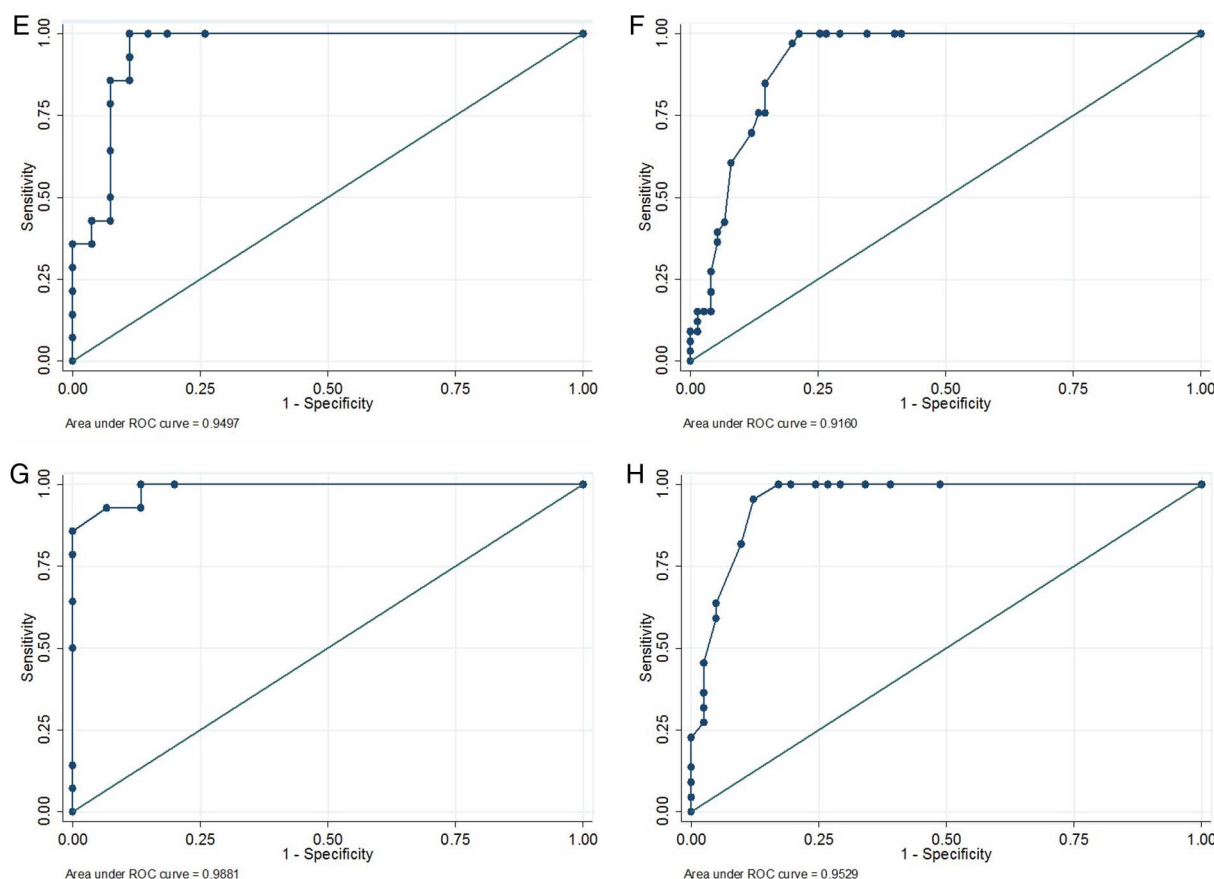 E
1.00
0.75
0.50
0.25
0.00
Sensitivity
0.00 0.25 0.50 0.75 1.00
1 - Specificity
Area under ROC curve = 0.9497
F
1.00
0.75
0.50
0.25
0.00
Sensitivity
0.00 0.25 0.50 0.75 1.00
1 - Specificity
Area under ROC curve = 0.9160
G
1.00
0.75
0.50
0.25
0.00
Sensitivity
0.00 0.25 0.50 0.75 1.00
1 - Specificity
Area under ROC curve = 0.9881
H
1.00
0.75
0.50
0.25
0.00
Sensitivity
0.00 0.25 0.50 0.75 1.00
1 - Specificity
Area under ROC curve = 0.9529